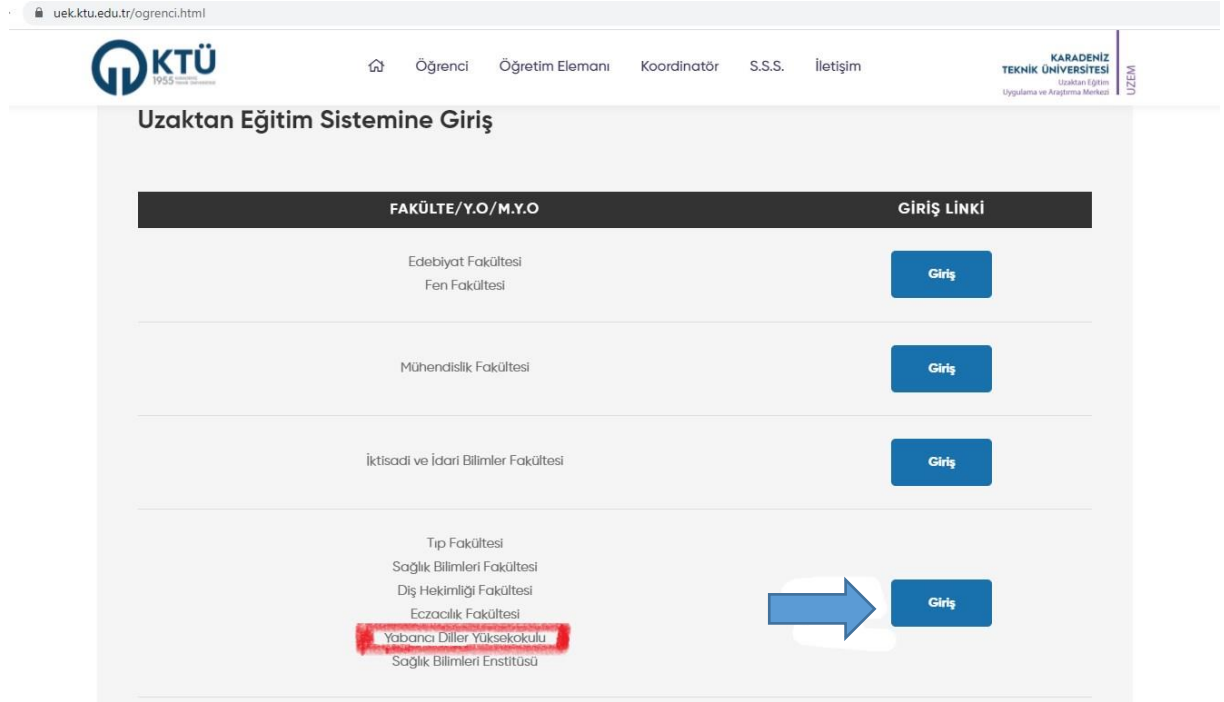 uek.ktu.edu.tr/ogrenci.html
KTÜ
1955
Öğrenci Öğretim Elemanı Koordinatör S.S.S. İletişim
KARADENİZ
TEKNİK ÜNİVERSİTESİ
Uzaktan Eğitim
Uygulama ve Araştırma Merkezi
UZEM
Uzaktan Eğitim Sistemine Giriş
FAKÜLTE/Y.O/M.Y.O GİRİŞ LİNKİ
Edebiyat Fakültesi
Fen Fakültesi
Giriş
Mühendislik Fakültesi
Giriş
İktisadi ve İdari Bilimler Fakültesi
Giriş
Tıp Fakültesi
Sağlık Bilimleri Fakültesi
Diş Hekimliği Fakültesi
Eczacılık Fakültesi
Yabancı Diller Yüksekokulu
Sağlık Bilimleri Enstitüsü
Giriş